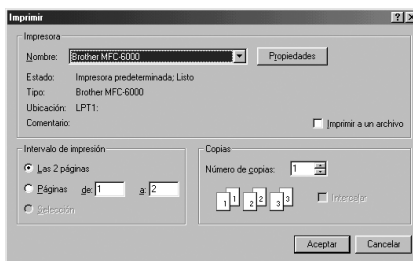 Imprimir
Impresora
Nombre: Brother MFC-6000 Propiedades
Estado: Impresora predeterminada; Listo
Tipo: Brother MFC-6000
Ubicación: LPT1:
Comentario: Imprimir a un archivo
Intervalo de impresión
Las 2 páginas
Páginas de: 1 a: 2
Selección
Copias
Número de copias: 1
1 1 2 2 3 3 Intercalar
Aceptar Cancelar